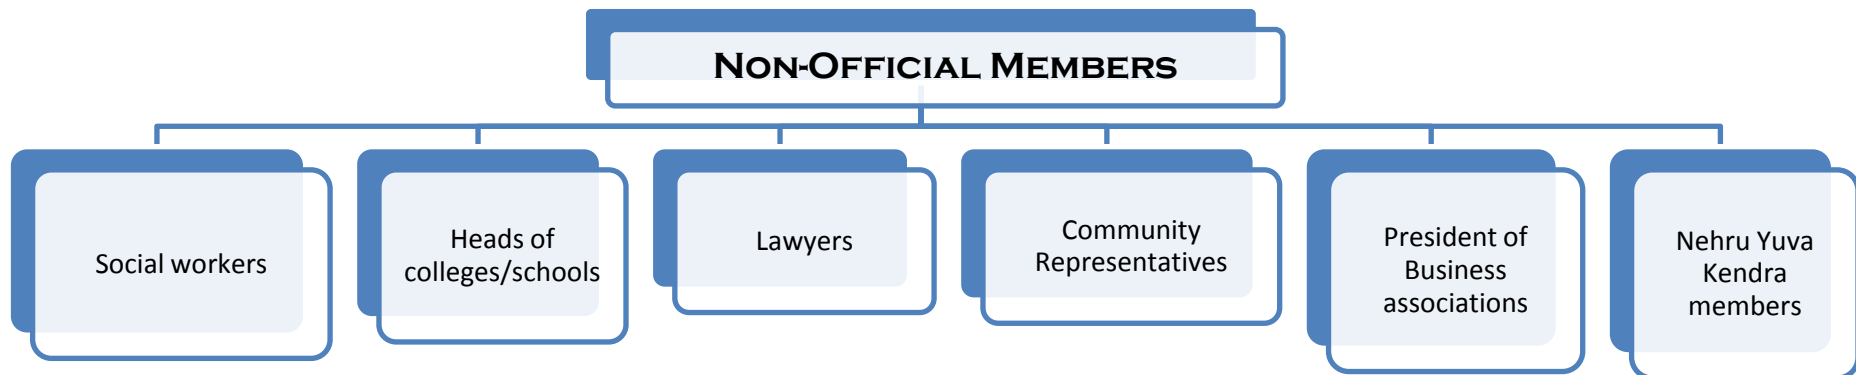 NON-OFFICIAL MEMBERS
Social workers
Heads of
colleges/schools
Lawyers
Community
Representatives
President of
Business
associations
Nehru Yuva
Kendra
members